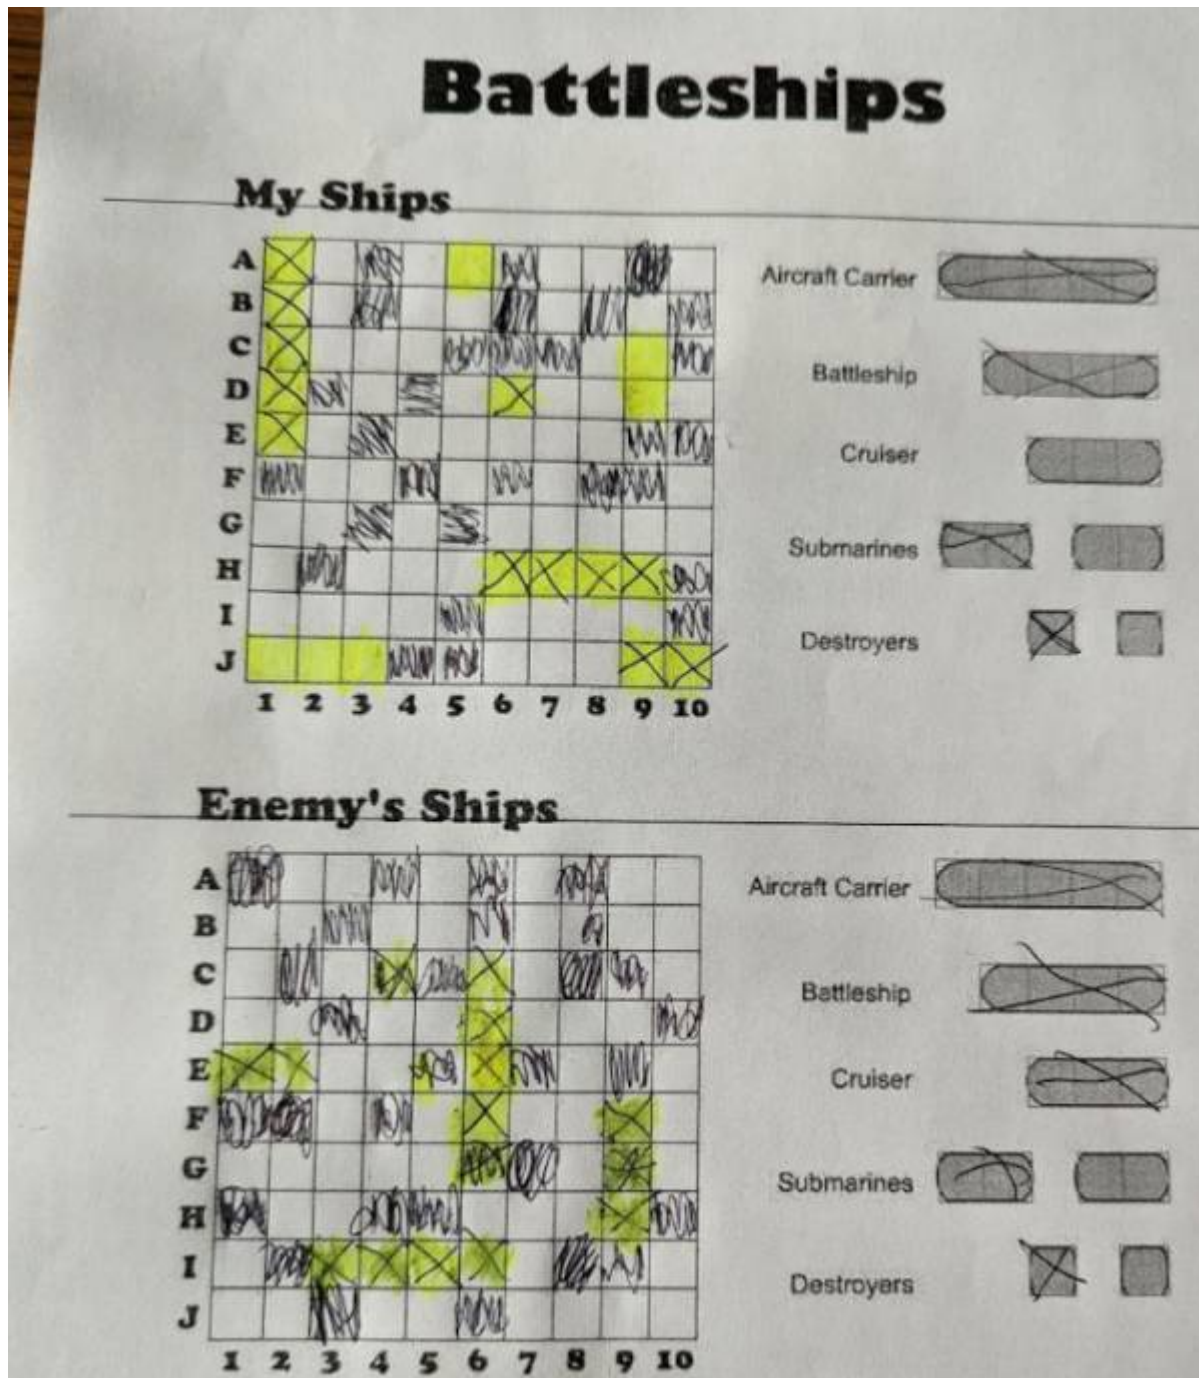 Battleships
My Ships
A
Aircraft Carrier
B
C
Battleship
D
E
Cruiser
F
G
Submarines
H
I
Destroyers
J
1 2 3 4 5 6 7 8 9 10
Enemy's Ships
A
Aircraft Carrier
B
C
Battleship
D
E
Cruiser
F
G
Submarines
H
I
Destroyers
J
1 2 3 4 5 6 7 8 9 10